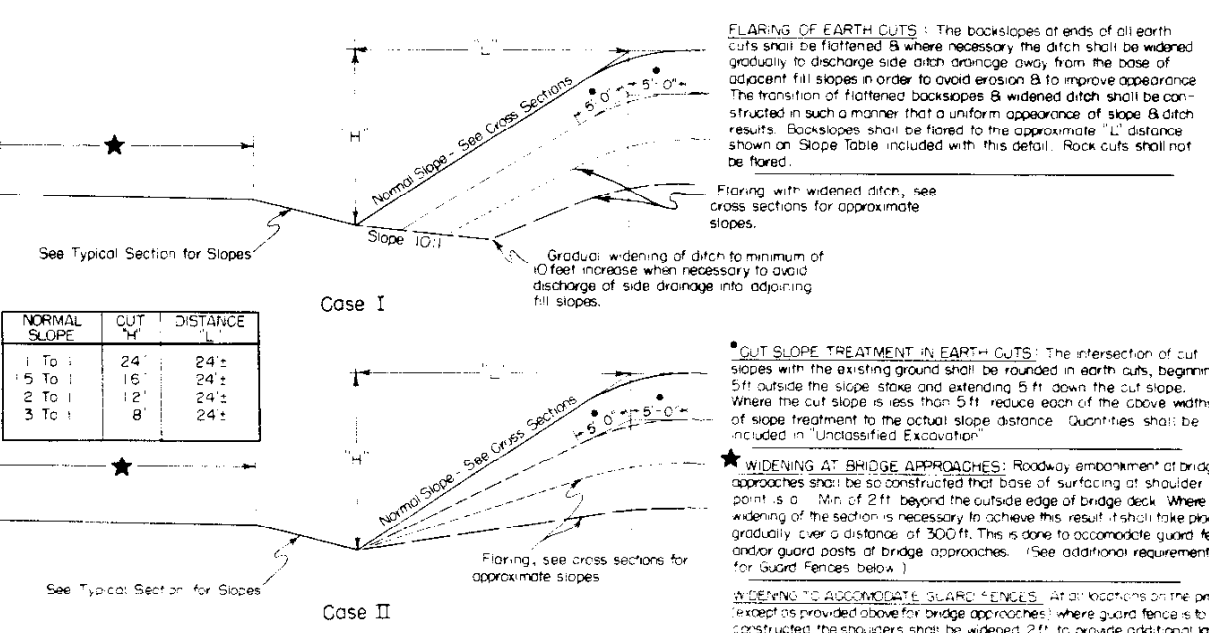 FLARING OF EARTH CUTS : The backslopes at ends of all earth
cuts shall be flattened & where necessary the ditch shall be widened
gradually to discharge side ditch drainage away from the base of
adjacent fill slopes in order to avoid erosion & to improve appearance
The transition of flattened backslopes & widened ditch shall be con-
structed in such a manner that a uniform appearance of slope & ditch
results. Backslopes shall be flared to the approximate "L" distance
shown on Slope Table included with this detail. Rock cuts shall not
be flared.
"L"
"H"
Normal Slope - See Cross Sections
5'-0"
5'-0"
Flaring with widened ditch, see
cross sections for approximate
slopes.
See Typical Section for Slopes
Slope 10:1
Gradual widening of ditch to minimum of
10 feet increase when necessary to avoid
discharge of side drainage into adjoining
fill slopes.
Case I
NORMAL SLOPE CUT "H" DISTANCE "L"
1 To 1 24' 24'±
1.5 To 1 16' 24'±
2 To 1 12' 24'±
3 To 1 8' 24'±
"L"
"H"
Normal Slope - See Cross Sections
5'-0"
5'-0"
Flaring, see cross sections for
approximate slopes
See Typical Section for Slopes
Case II
CUT SLOPE TREATMENT IN EARTH CUTS: The intersection of cut
slopes with the existing ground shall be rounded in earth cuts, beginnin
5ft outside the slope stake and extending 5 ft down the cut slope.
Where the cut slope is less than 5 ft reduce each of the above widths
of slope treatment to the actual slope distance Quantities shall be
included in "Unclassified Excavation"
WIDENING AT BRIDGE APPROACHES: Roadway embankment at bridg
approaches shall be so constructed that base of surfacing at shoulder
point is a Min. of 2 ft beyond the outside edge of bridge deck. Where
widening of the section is necessary to achieve this result it shall take pla
gradually over a distance of 300 ft. This is done to accomodate guard fe
and/or guard posts at bridge approaches. (See additional requirement
for Guard Fences below.)
WIDENING TO ACCOMODATE GUARD FENCES: At all locations on the pr
(except as provided above for bridge approaches) where guard fence is to
constructed the shoulders shall be widened 2 ft. to provide additional